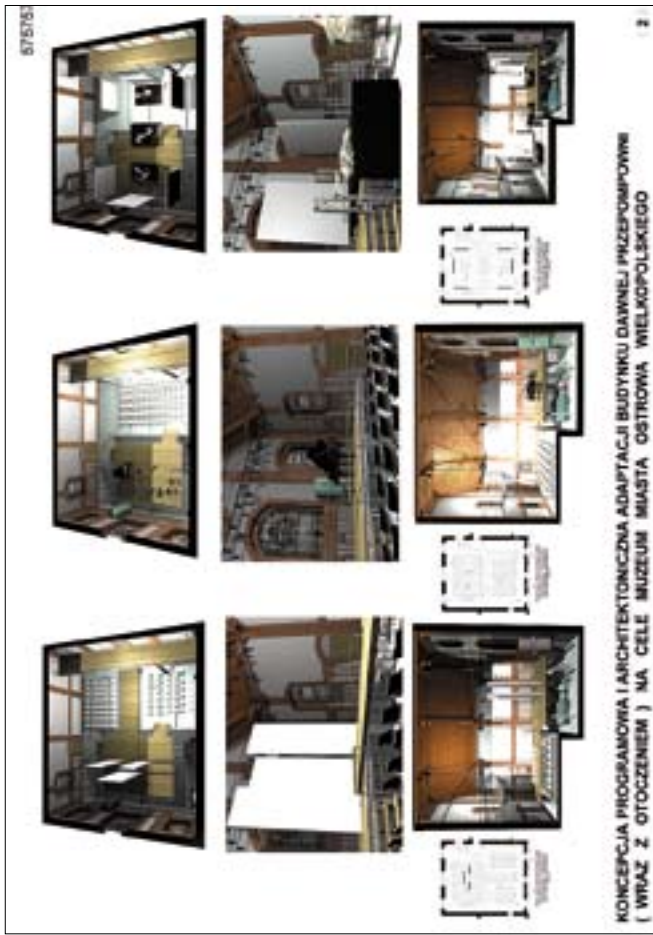 575757
KONCEPCJA PROGRAMOWA I ARCHITEKTONICZNA ADAPTACJI BUDYNKU DAWNEJ PRZEPOMPOWNI
( WRAZ Z OTOCZENIEM ) NA CELE MUZEUM MIASTA OSTROWA WIELKOPOLSKIEGO
2